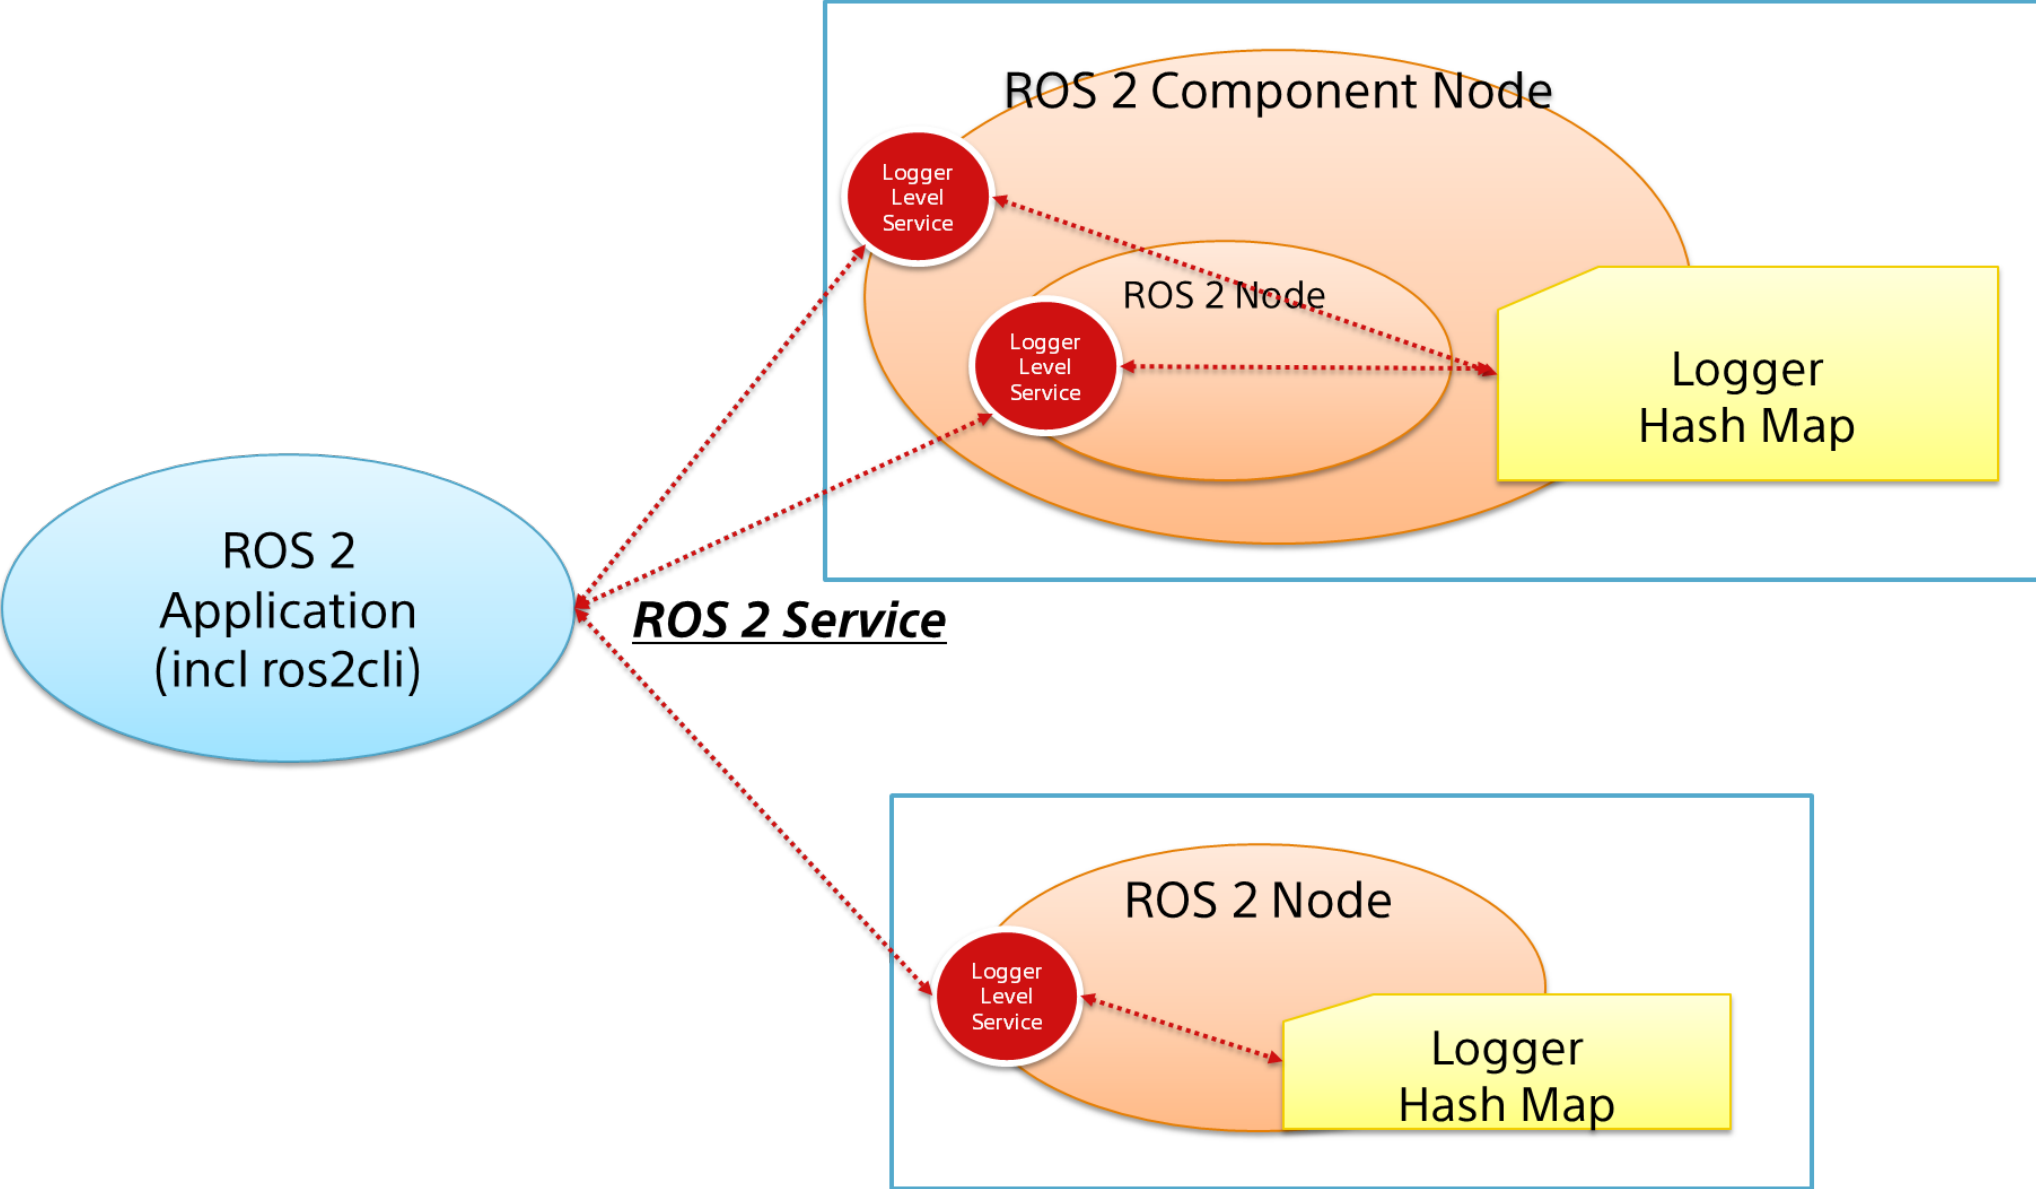 ROS 2 Component Node
Logger
Level
Service
ROS 2 Node
Logger
Level
Service
Logger
Hash Map
ROS 2
Application
(incl ros2cli)
ROS 2 Service
ROS 2 Node
Logger
Level
Service
Logger
Hash Map